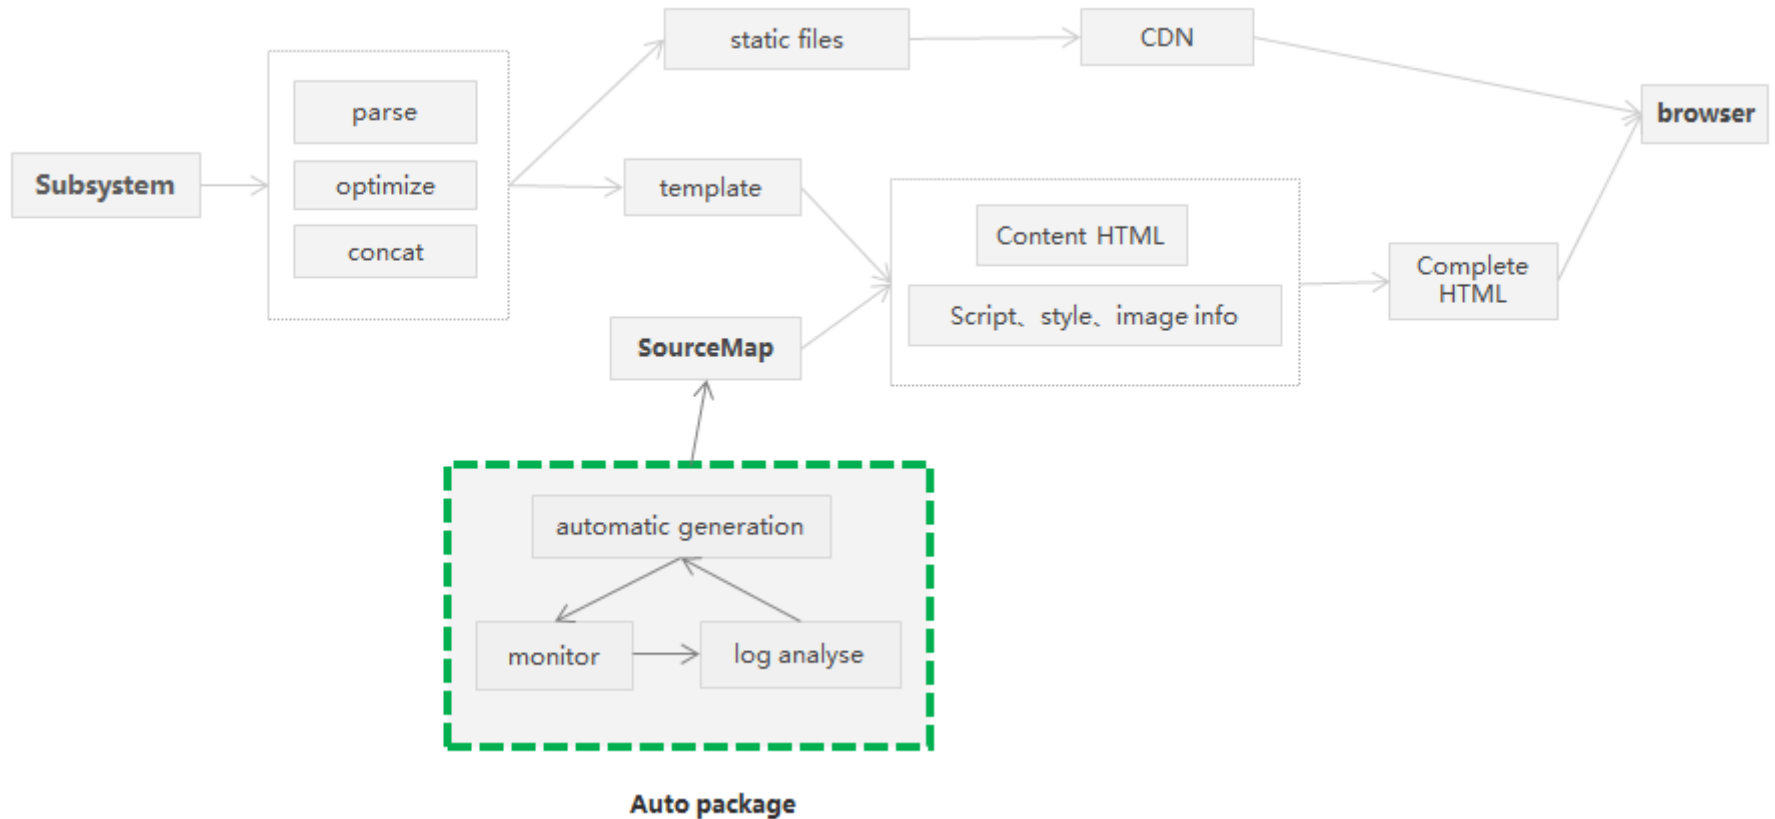 static files
CDN
browser
parse
Subsystem
optimize
concat
template
Content HTML
Script、style、image info
Complete
HTML
SourceMap
automatic generation
monitor
log analyse
Auto package